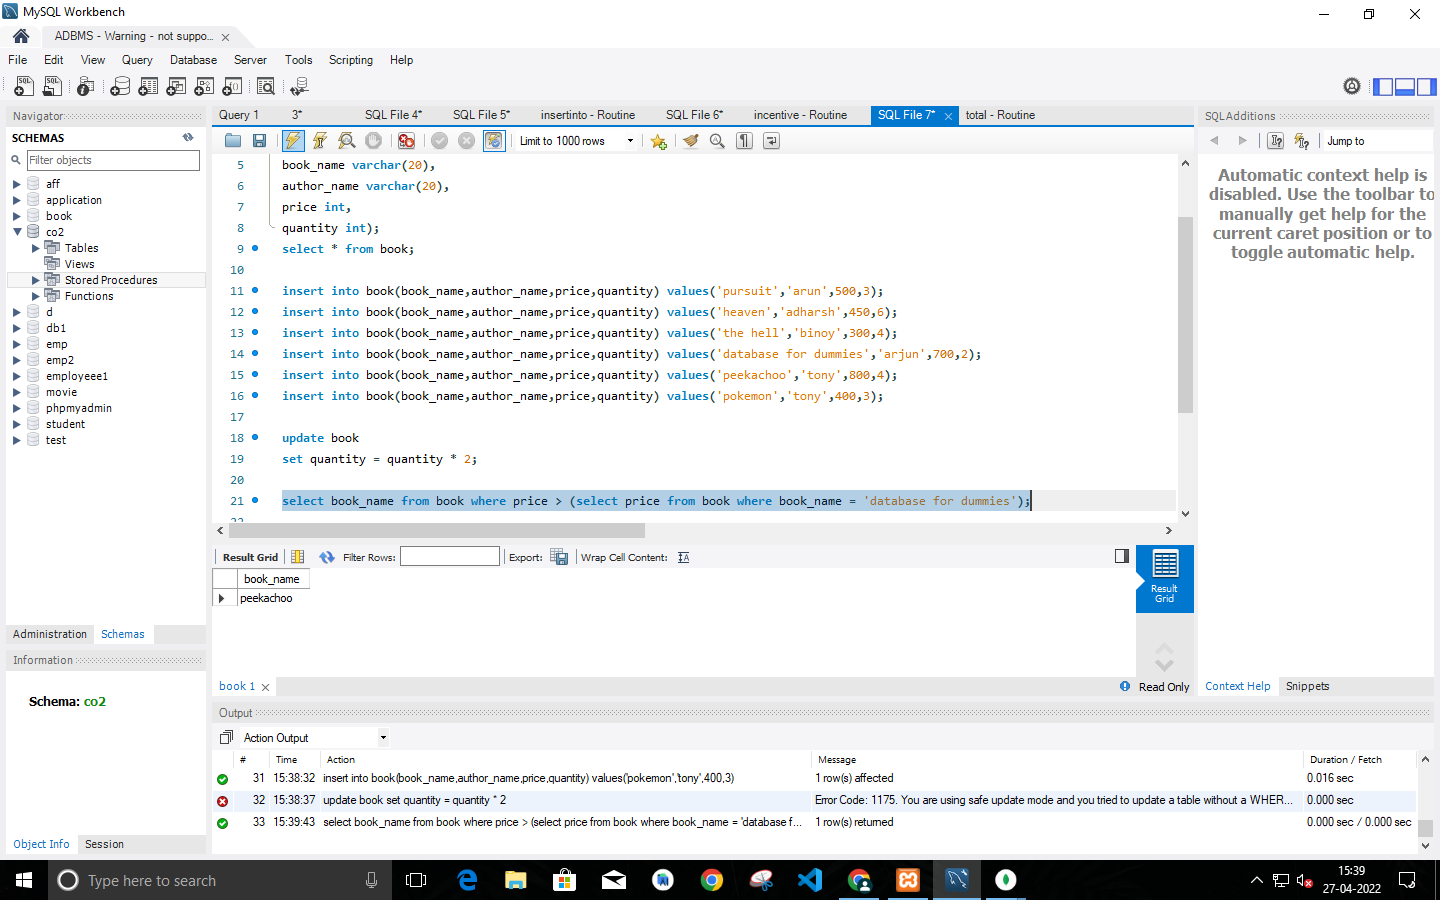 MySQL Workbench
ADBMS - Warning - not suppo...
File Edit View Query Database Server Tools Scripting Help
Navigator
SCHEMAS
Filter objects
aff
application
book
co2
Tables
Views
Stored Procedures
Functions
d
db1
emp
emp2
employeee1
movie
phpmyadmin
student
test
Administration Schemas
Information
Schema: co2
Object Info Session
Query 1 3* SQL File 4* SQL File 5* insertinto - Routine SQL File 6* incentive - Routine SQL File 7* total - Routine
Limit to 1000 rows
5 book_name varchar(20),
6 author_name varchar(20),
7 price int,
8 quantity int);
9 select * from book;
10
11 insert into book(book_name,author_name,price,quantity) values('pursuit','arun',500,3);
12 insert into book(book_name,author_name,price,quantity) values('heaven','adharsh',450,6);
13 insert into book(book_name,author_name,price,quantity) values('the hell','binoy',300,4);
14 insert into book(book_name,author_name,price,quantity) values('database for dummies','arjun',700,2);
15 insert into book(book_name,author_name,price,quantity) values('peekachoo','tony',800,4);
16 insert into book(book_name,author_name,price,quantity) values('pokemon','tony',400,3);
17
18 update book
19 set quantity = quantity * 2;
20
21 select book_name from book where price > (select price from book where book_name = 'database for dummies');
22
Result Grid Filter Rows: Export: Wrap Cell Content:
book_name
peekachoo
Result Grid
book 1
Read Only
SQLAdditions
Jump to
Automatic context help is
disabled. Use the toolbar to
manually get help for the
current caret position or to
toggle automatic help.
Context Help Snippets
Output
Action Output
# Time Action Message Duration / Fetch
31 15:38:32 insert into book(book_name,author_name,price,quantity) values('pokemon','tony',400,3) 1 row(s) affected 0.016 sec
32 15:38:37 update book set quantity = quantity * 2 Error Code: 1175. You are using safe update mode and you tried to update a table without a WHER... 0.000 sec
33 15:39:43 select book_name from book where price > (select price from book where book_name = 'database f... 1 row(s) returned 0.000 sec / 0.000 sec
Type here to search
15:39
27-04-2022